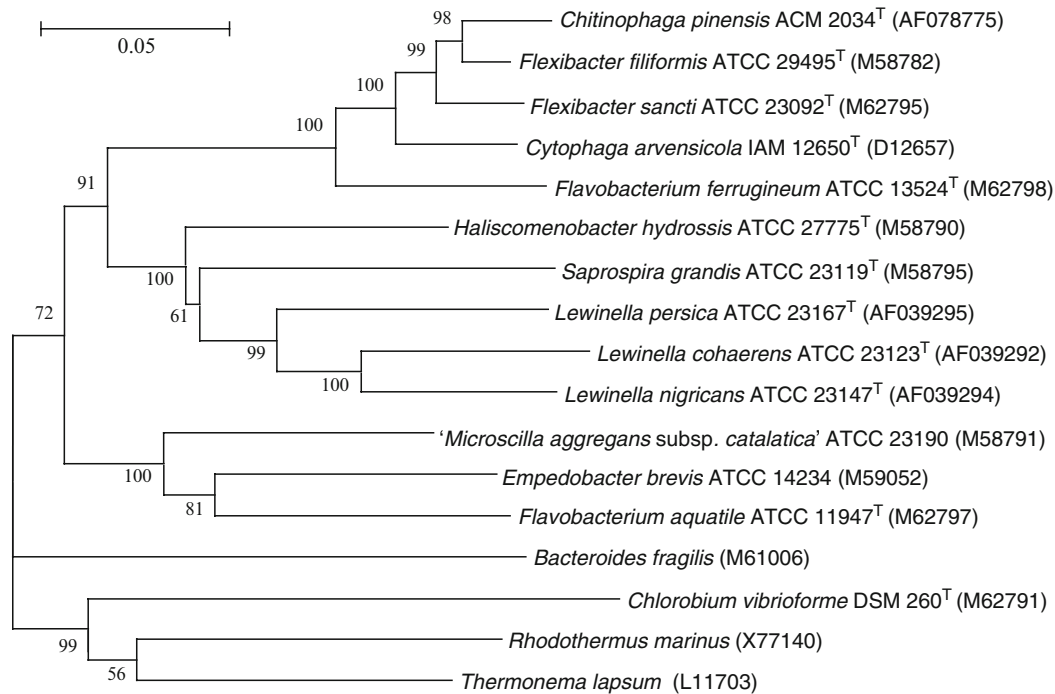 98
Chitinophaga pinensis ACM 2034ᵀ (AF078775)
0.05
99
Flexibacter filiformis ATCC 29495ᵀ (M58782)
100
Flexibacter sancti ATCC 23092ᵀ (M62795)
100
Cytophaga arvensicola IAM 12650ᵀ (D12657)
91
Flavobacterium ferrugineum ATCC 13524ᵀ (M62798)
Haliscomenobacter hydrossis ATCC 27775ᵀ (M58790)
100
Saprospira grandis ATCC 23119ᵀ (M58795)
72
61
Lewinella persica ATCC 23167ᵀ (AF039295)
99
Lewinella cohaerens ATCC 23123ᵀ (AF039292)
100
Lewinella nigricans ATCC 23147ᵀ (AF039294)
‘Microscilla aggregans subsp. catalatica’ ATCC 23190 (M58791)
100
Empedobacter brevis ATCC 14234 (M59052)
81
Flavobacterium aquatile ATCC 11947ᵀ (M62797)
Bacteroides fragilis (M61006)
Chlorobium vibrioforme DSM 260ᵀ (M62791)
99
Rhodothermus marinus (X77140)
56
Thermonema lapsum (L11703)